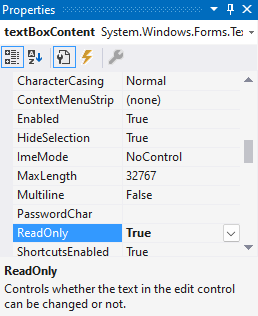 Properties
textBoxContent System.Windows.Forms.Te
CharacterCasing Normal
ContextMenuStrip (none)
Enabled True
HideSelection True
ImeMode NoControl
MaxLength 32767
Multiline False
PasswordChar
ReadOnly True
ShortcutsEnabled True
ReadOnly
Controls whether the text in the edit control
can be changed or not.